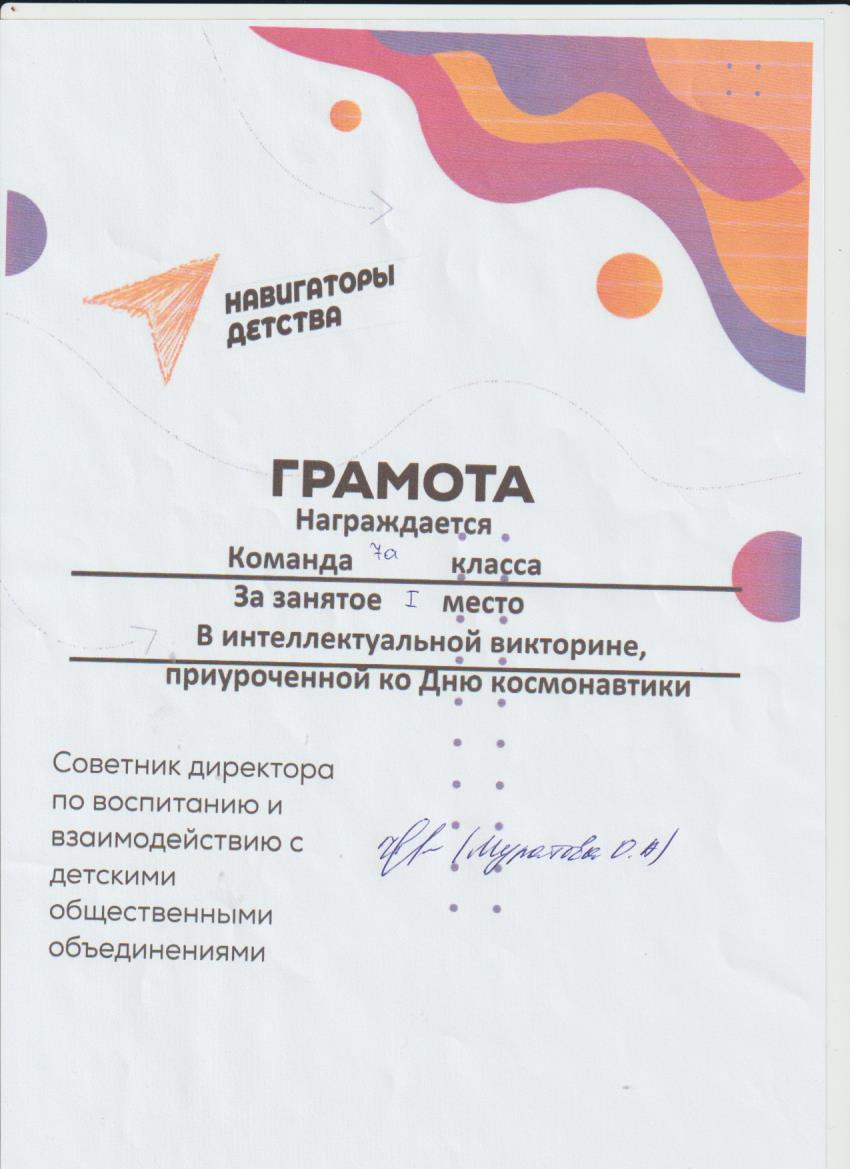 НАВИГАТОРЫ
ДЕТСТВА
ГРАМОТА
Награждается
Команда 7а класса
За занятое I место
В интеллектуальной викторине,
приуроченной ко Дню космонавтики
Советник директора
по воспитанию и
взаимодействию с
детскими
общественными
объединениями
(Муратова О.Н)